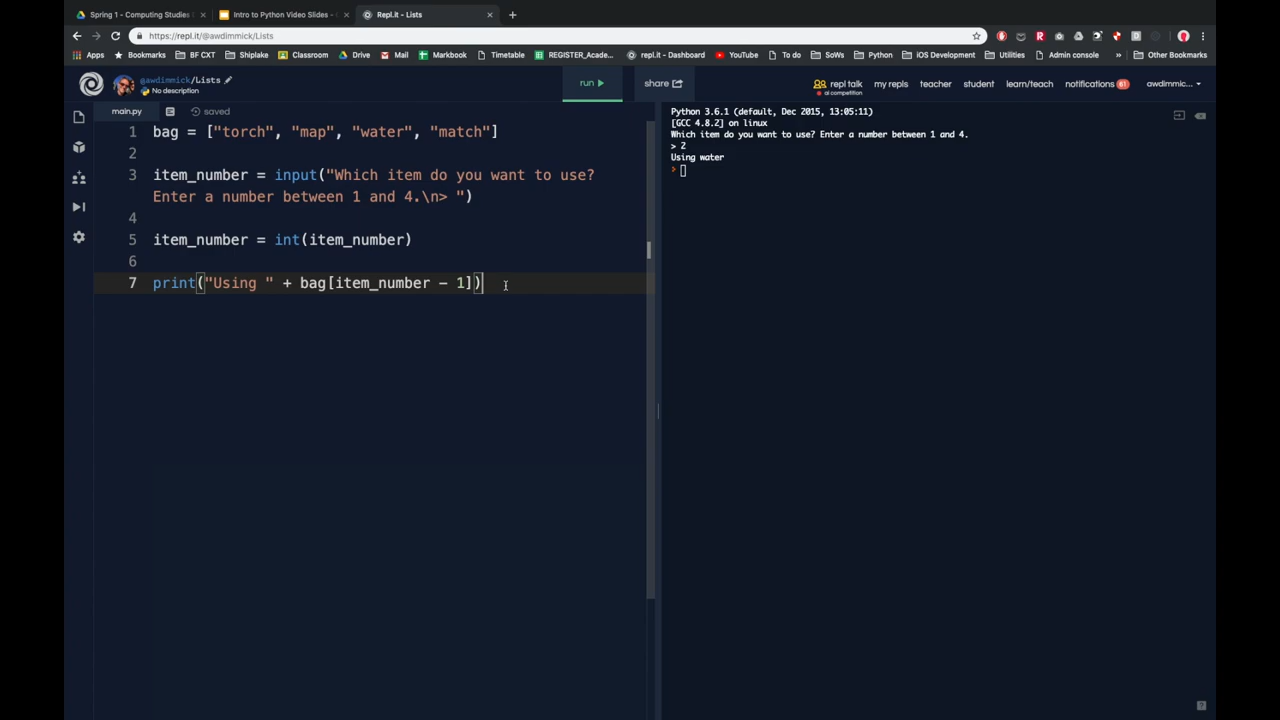 Spring 1 - Computing Studies
Intro to Python Video Slides -
Repl.it - Lists
https://repl.it/@awdimmick/Lists
Apps
Bookmarks
BF CXT
Shiplake
Classroom
Drive
Mail
Markbook
Timetable
REGISTER_Acade...
repl.it - Dashboard
YouTube
To do
SoWs
Python
iOS Development
Utilities
Admin console
»
Other Bookmarks
@awdimmick/Lists
No description
run
share
repl talk
ai competition
my repls
teacher
student
learn/teach
notifications 81
awdimmic...
main.py
saved
1 bag = ["torch", "map", "water", "match"]
2
3 item_number = input("Which item do you want to use?
Enter a number between 1 and 4.\n> ")
4
5 item_number = int(item_number)
6
7 print("Using " + bag[item_number - 1])
Python 3.6.1 (default, Dec 2015, 13:05:11)
[GCC 4.8.2] on linux
Which item do you want to use? Enter a number between 1 and 4.
> 2
Using water
>